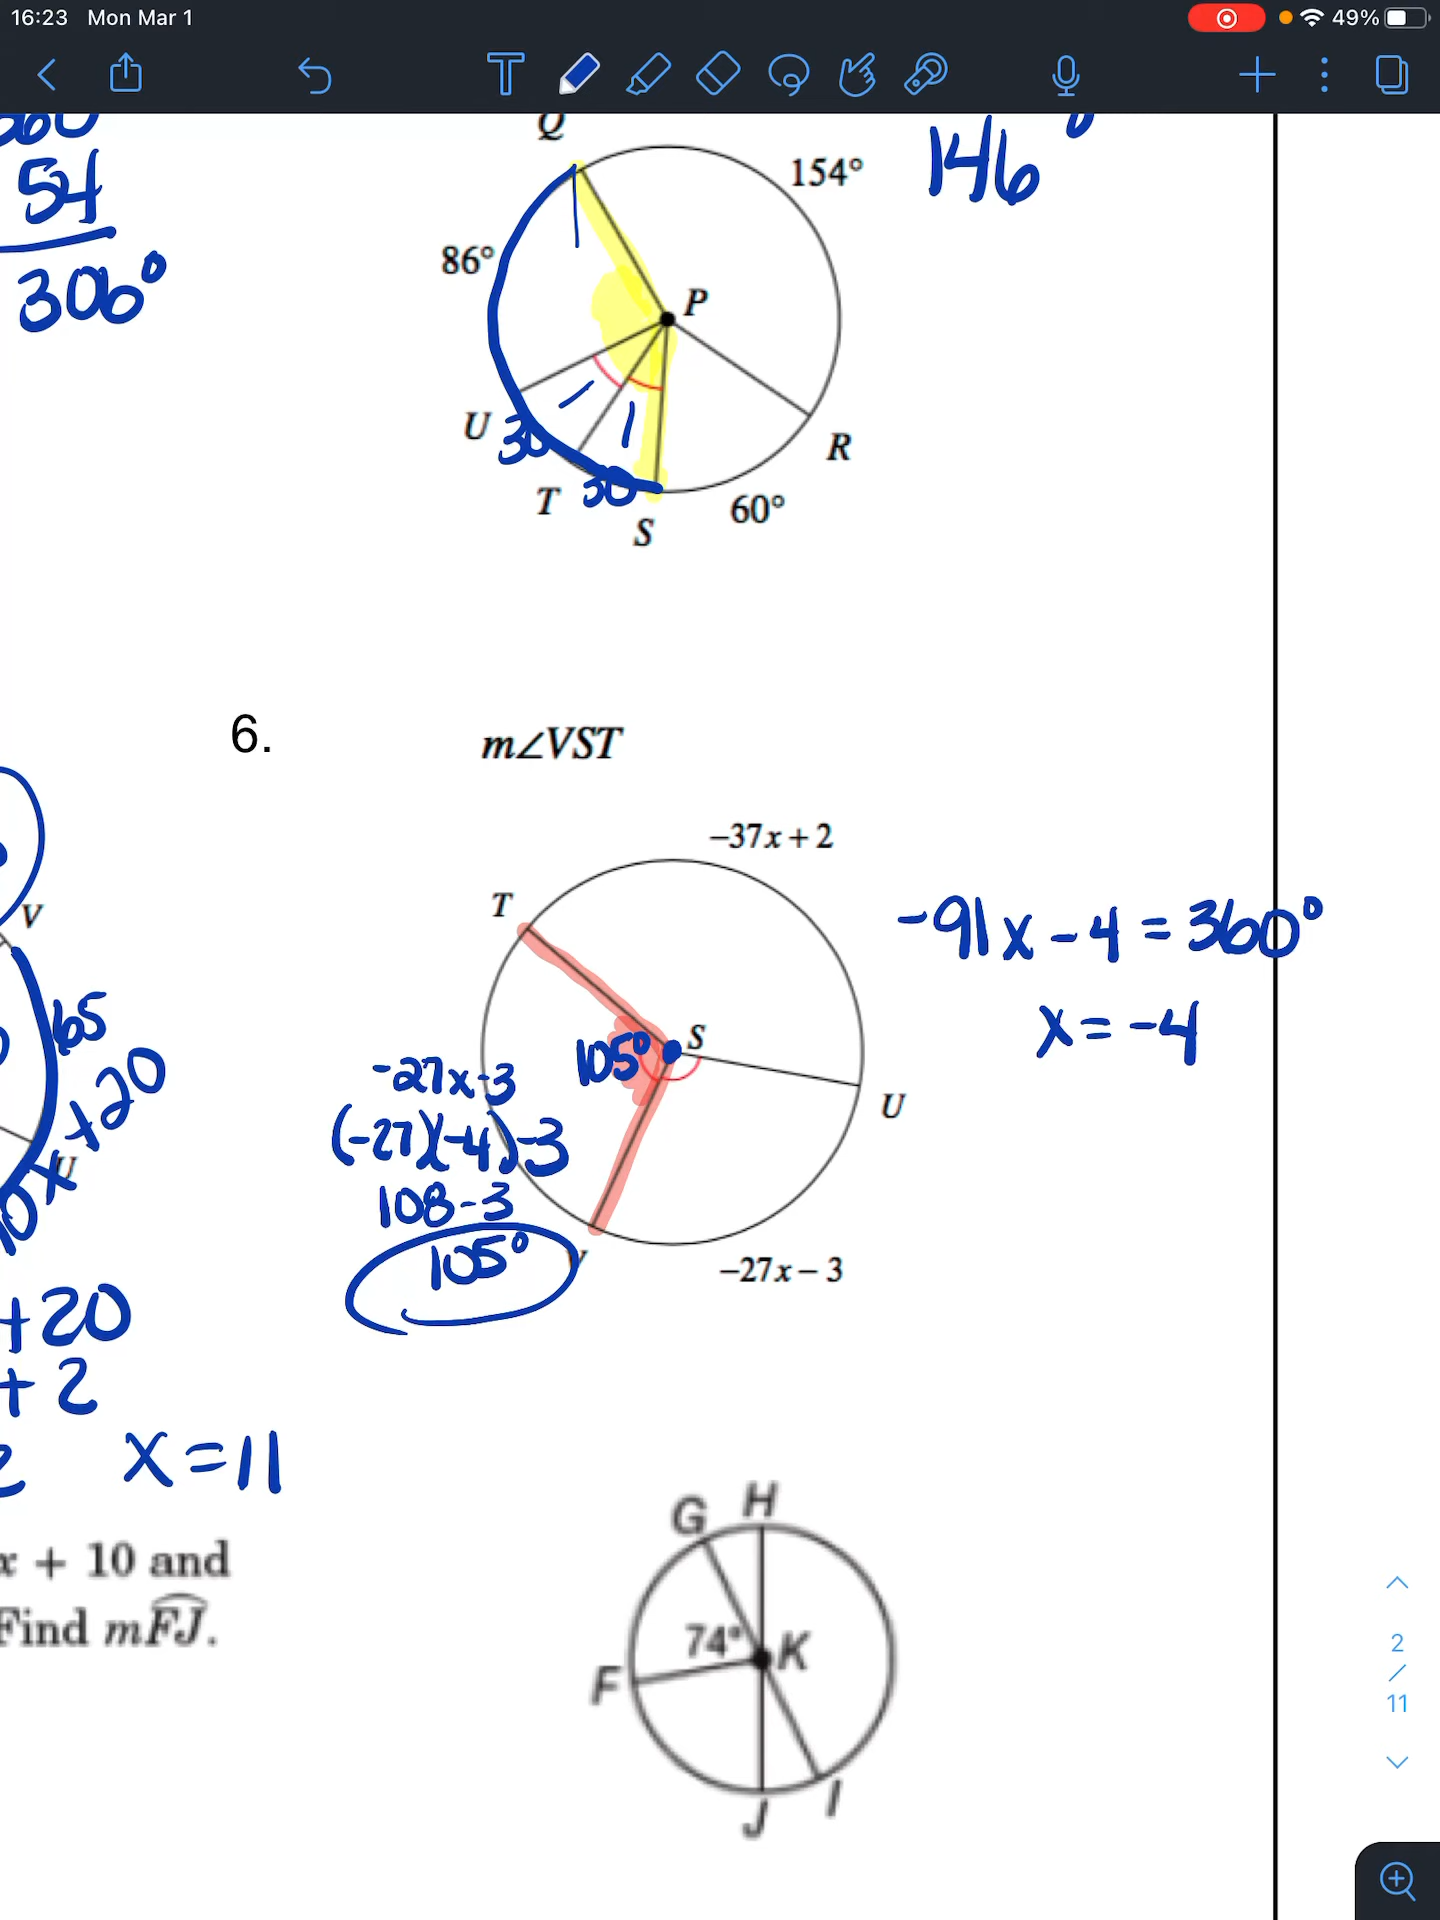 16:23 Mon Mar 1
49%
54
306°
Q
154°
146°
86°
P
U
30
R
T
30
60°
S
6.
m∠VST
-37x + 2
T
V
-91x - 4 = 360°
65
S
x = -4
105°
-27x-3
x+20
U
(-27)(-4)-3
U
108-3
105°
V
-27x - 3
+20
+ 2
x = 11
G H
x + 10 and
2
/
11
Find mFJ.
74°
K
F
J
I